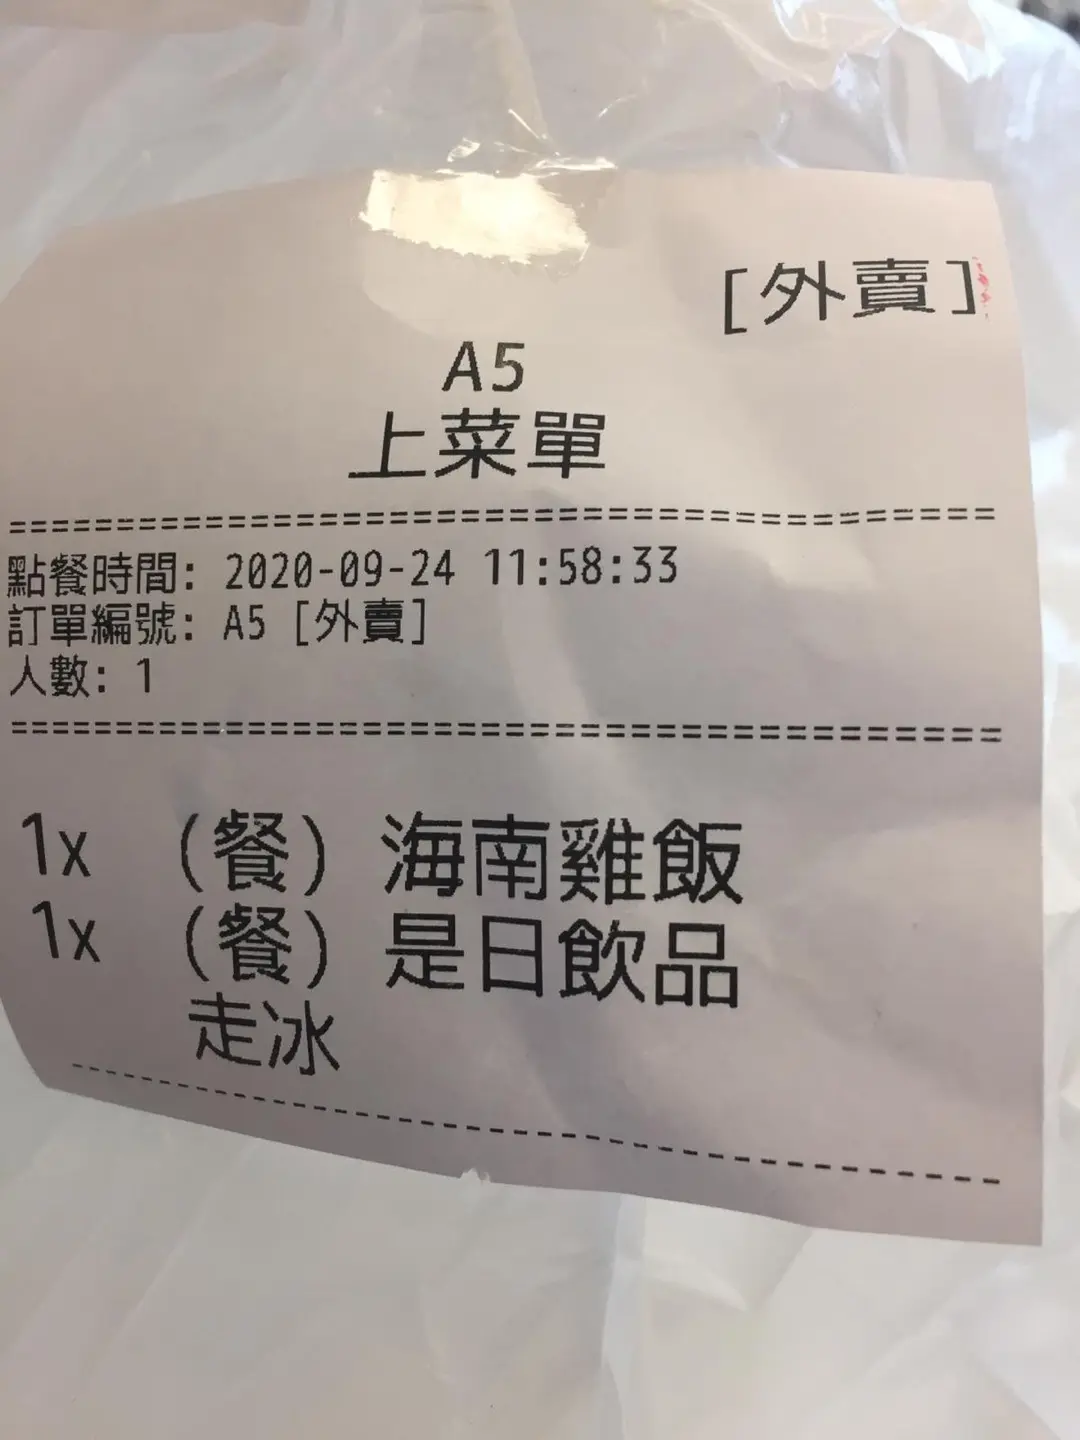 [外賣]
A5
上菜單
==============================================
點餐時間: 2020-09-24 11:58:33
訂單編號: A5 [外賣]
人數: 1
==============================================
1x （餐）海南雞飯
1x （餐）是日飲品
走冰
----------------------------------------------